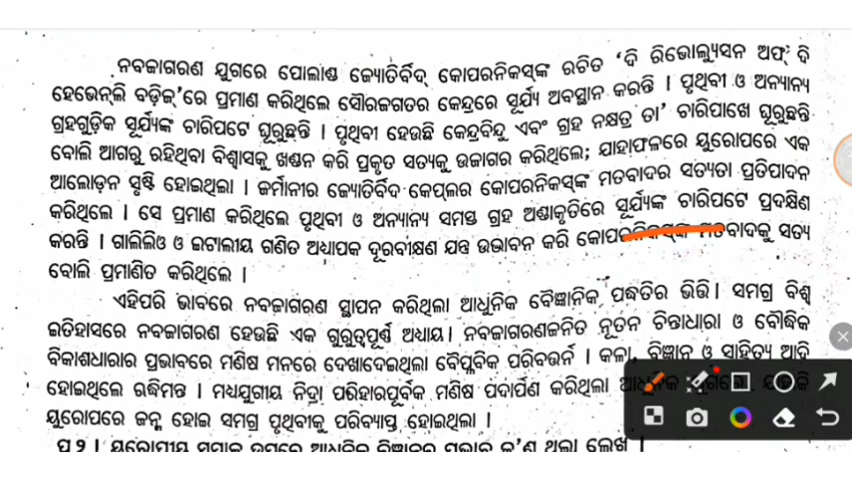 ନବଜାଗରଣ ଯୁଗରେ ପୋଲାଣ୍ଡ ଜ୍ୟୋତିର୍ବିଦ୍ କୋପରନିକସ୍‌ଙ୍କ ରଚିତ ‘ଦି ରିଭୋଲ୍ୟୁସନ ଅଫ୍ ଦି
ହେଭେନ୍‌ଲି ବଡ଼ିଜ୍’ରେ ପ୍ରମାଣ କରିଥିଲେ ସୌରଜଗତର କେନ୍ଦ୍ରରେ ସୂର୍ଯ୍ୟ ଅବସ୍ଥାନ କରନ୍ତି । ପୃଥିବୀ ଓ ଅନ୍ୟାନ୍ୟ
ଗ୍ରହଗୁଡ଼ିକ ସୂର୍ଯ୍ୟଙ୍କ ଚାରିପଟେ ଘୂରୁଛନ୍ତି । ପୃଥିବୀ ହେଉଛି କେନ୍ଦ୍ରବିନ୍ଦୁ ଏବଂ ଗ୍ରହ ନକ୍ଷତ୍ର ତା’ ଚାରିପାଖେ ଘୂରୁଛନ୍ତି
ବୋଲି ଆଗରୁ ରହିଥିବା ବିଶ୍ୱାସକୁ ଖଣ୍ଡନ କରି ପ୍ରକୃତ ସତ୍ୟକୁ ଉଜାଗର କରିଥିଲେ; ଯାହାଫଳରେ ୟୁରୋପରେ ଏକ
ଆଲୋଡ଼ନ ସୃଷ୍ଟି ହୋଇଥିଲା । ଜର୍ମାନୀର ଜ୍ୟୋତିର୍ବିଦ କେପ୍‌ଲର କୋପରନିକସ୍‌ଙ୍କ ମତବାଦର ସତ୍ୟତା ପ୍ରତିପାଦନ
କରିଥିଲେ । ସେ ପ୍ରମାଣ କରିଥିଲେ ପୃଥିବୀ ଓ ଅନ୍ୟାନ୍ୟ ସମସ୍ତ ଗ୍ରହ ଅଣ୍ଡାକୃତିରେ ସୂର୍ଯ୍ୟଙ୍କ ଚାରିପଟେ ପ୍ରଦକ୍ଷିଣ
କରନ୍ତି । ଗାଲିଲିଓ ଓ ଇଟାଲୀୟ ଗଣିତ ଅଧ୍ୟାପକ ଦୂରବୀକ୍ଷଣ ଯନ୍ତ୍ର ଉଦ୍ଭାବନ କରି କୋପରନିକସ୍‌ଙ୍କ ମତବାଦକୁ ସତ୍ୟ
ବୋଲି ପ୍ରମାଣିତ କରିଥିଲେ ।
ଏହିପରି ଭାବରେ ନବଜାଗରଣ ସ୍ଥାପନ କରିଥିଲା ଆଧୁନିକ ବୈଜ୍ଞାନିକ ପଦ୍ଧତିର ଭିତ୍ତି । ସମଗ୍ର ବିଶ୍ୱ
ଇତିହାସରେ ନବଜାଗରଣ ହେଉଛି ଏକ ଗୁରୁତ୍ୱପୂର୍ଣ୍ଣ ଅଧ୍ୟାୟ। ନବଜାଗରଣଜନିତ ନୂତନ ଚିନ୍ତାଧାରା ଓ ବୌଦ୍ଧିକ
ବିକାଶଧାରାର ପ୍ରଭାବରେ ମଣିଷ ମନରେ ଦେଖାଦେଇଥିଲା ବୈପ୍ଳବିକ ପରିବର୍ତ୍ତନ । କଳା, ବିଜ୍ଞାନ ଓ ସାହିତ୍ୟ ଆଦି
ହୋଇଥିଲେ ଋଦ୍ଧିମନ୍ତ । ମଧ୍ୟଯୁଗୀୟ ନିଦ୍ରା ପରିହାରପୂର୍ବକ ମଣିଷ ପଦାର୍ପଣ କରିଥିଲା
ୟୁରୋପରେ ଜନ୍ମ ହୋଇ ସମଗ୍ର ପୃଥିବୀକୁ ପରିବ୍ୟାପ୍ତ ହୋଇଥିଲା ।
ପ୍ର ୨ । ୟୁରୋପୀୟ ସମାଜ ଉପରେ ଆଧୁନିକ ବିଜ୍ଞାନର ପ୍ରଭାବ କ’ଣ ଥିଲା ଲେଖ ।